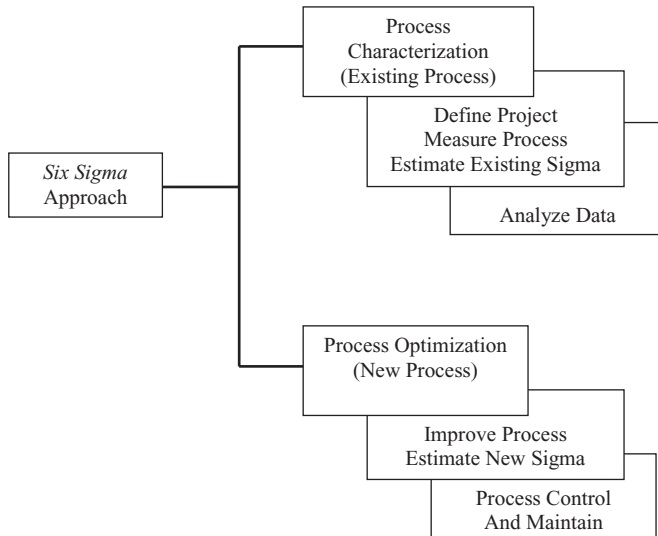 Process
Characterization
(Existing Process)
Define Project
Measure Process
Estimate Existing Sigma
Analyze Data
Six Sigma
Approach
Process Optimization
(New Process)
Improve Process
Estimate New Sigma
Process Control
And Maintain